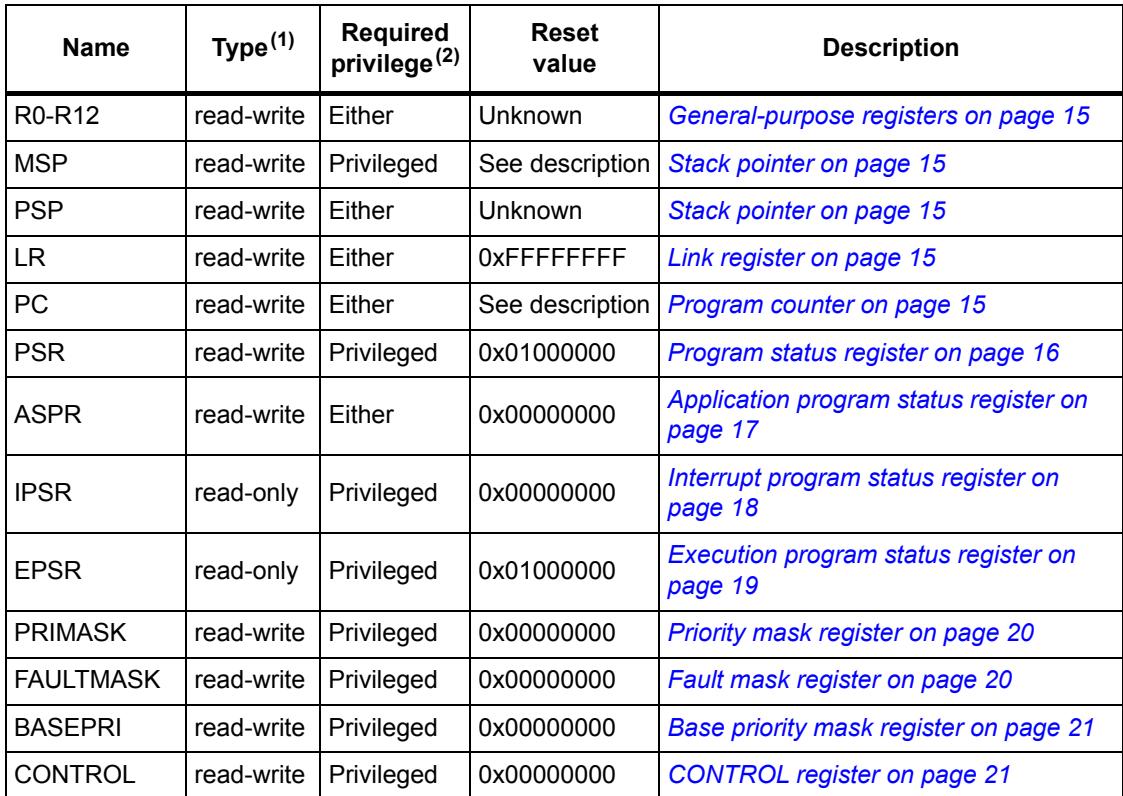 Name Type(1) Required privilege(2) Reset value Description
R0-R12 read-write Either Unknown General-purpose registers on page 15
MSP read-write Privileged See description Stack pointer on page 15
PSP read-write Either Unknown Stack pointer on page 15
LR read-write Either 0xFFFFFFFF Link register on page 15
PC read-write Either See description Program counter on page 15
PSR read-write Privileged 0x01000000 Program status register on page 16
ASPR read-write Either 0x00000000 Application program status register on
page 17
IPSR read-only Privileged 0x00000000 Interrupt program status register on
page 18
EPSR read-only Privileged 0x01000000 Execution program status register on
page 19
PRIMASK read-write Privileged 0x00000000 Priority mask register on page 20
FAULTMASK read-write Privileged 0x00000000 Fault mask register on page 20
BASEPRI read-write Privileged 0x00000000 Base priority mask register on page 21
CONTROL read-write Privileged 0x00000000 CONTROL register on page 21